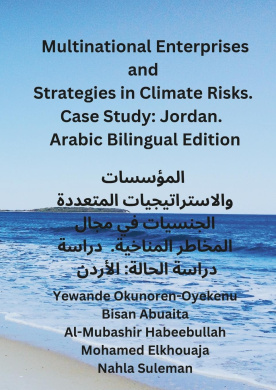 Multinational Enterprises
and
Strategies in Climate Risks.
Case Study: Jordan.
Arabic Bilingual Edition
المؤسسات
والاستراتيجيات المتعددة
الجنسيات في مجال
المخاطر المناخية. دراسة
دراسة الحالة: الأردن
Yewande Okunoren-Oyekenu
Bisan Abuaita
Al-Mubashir Habeebullah
Mohamed Elkhouaja
Nahla Suleman